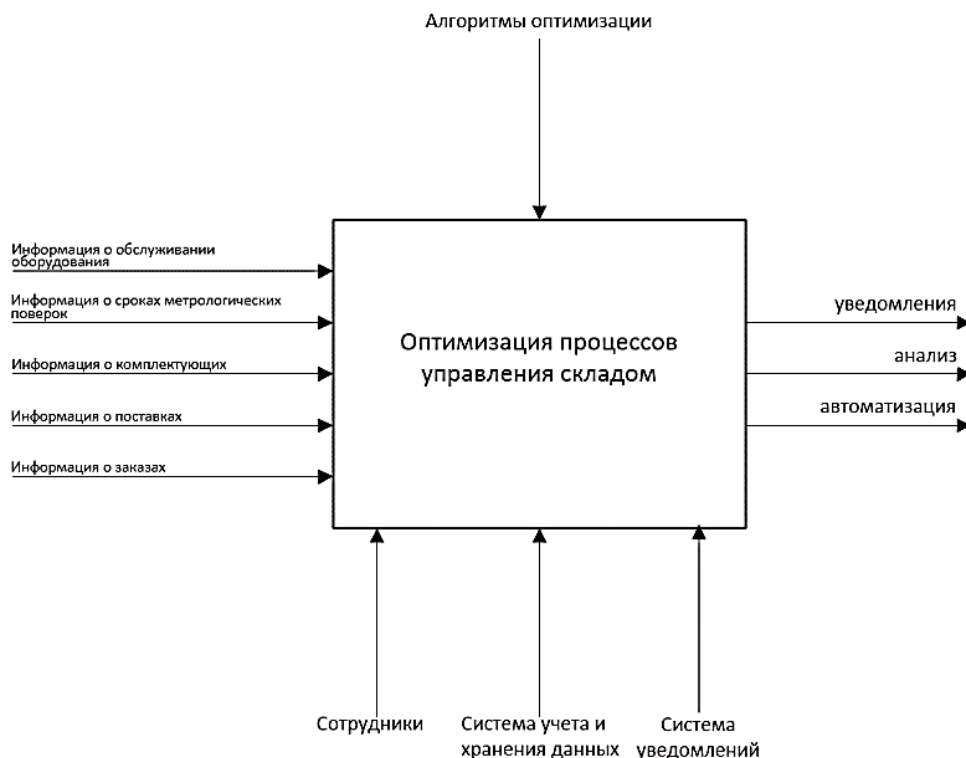 Алгоритмы оптимизации
Информация о обслуживании
оборудования
Информация о сроках метрологических
поверок
Информация о комплектующих
Информация о поставках
Информация о заказах
Оптимизация процессов
управления складом
уведомления
анализ
автоматизация
Сотрудники
Система учета и
хранения данных
Система
уведомлений